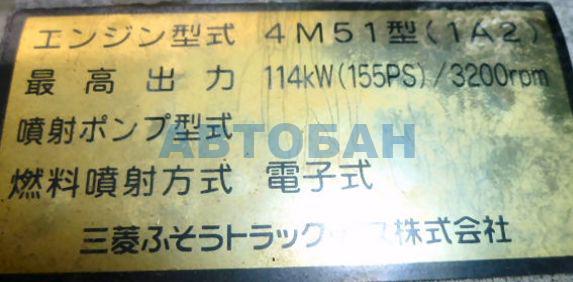 エンジン型式 4M51型(1A2)
最高出力 114kW(155PS)/3200rpm
噴射ポンプ型式
АВТОБАН
燃料噴射方式 電子式
三菱ふそうトラック ス株式会社